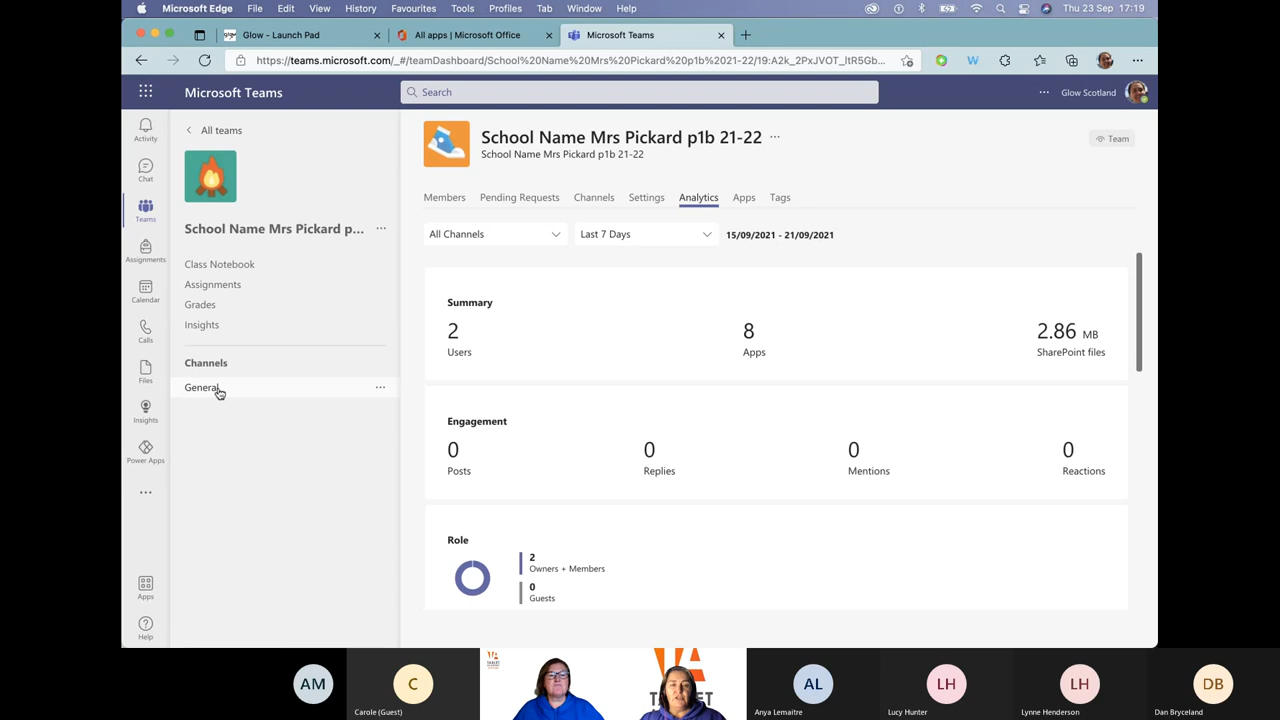 Microsoft Edge File Edit View History Favourites Tools Profiles Tab Window Help Thu 23 Sep 17:19
glow Glow - Launch Pad All apps | Microsoft Office Microsoft Teams
https://teams.microsoft.com/_#/teamDashboard/School%20Name%20Mrs%20Pickard%20p1b%2021-22/19:A2k_2PxJVOT_ltR5Gb...
Microsoft Teams Search Glow Scotland
Activity
Chat
Teams
Assignments
Calendar
Calls
Files
Insights
Power Apps
Apps
Help
All teams
School Name Mrs Pickard p...
Class Notebook
Assignments
Grades
Insights
Channels
General
School Name Mrs Pickard p1b 21-22
School Name Mrs Pickard p1b 21-22
Team
Members Pending Requests Channels Settings Analytics Apps Tags
All Channels Last 7 Days 15/09/2021 - 21/09/2021
Summary
2 8 2.86 MB
Users Apps SharePoint files
Engagement
0 0 0 0
Posts Replies Mentions Reactions
Role
2
Owners + Members
0
Guests
AM C AL LH LH DB
Carole (Guest) Anya Lemaitre Lucy Hunter Lynne Henderson Dan Bryceland